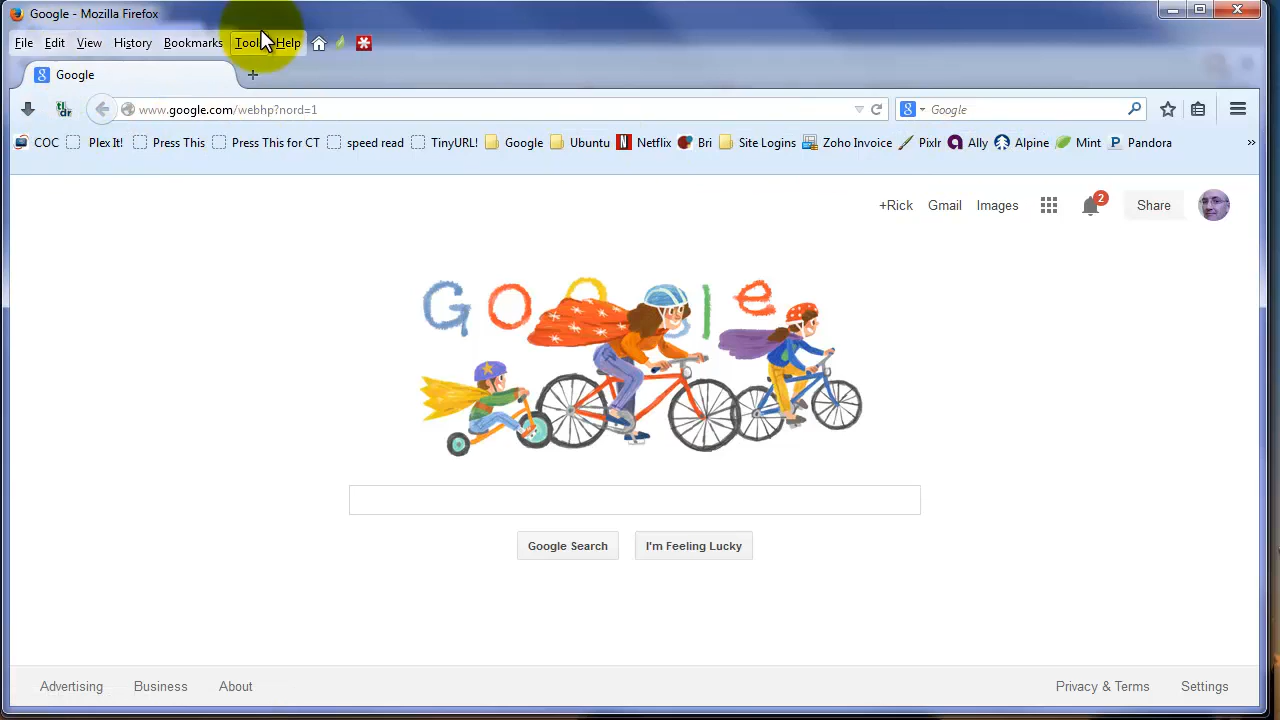 Google - Mozilla Firefox
File Edit View History Bookmarks Tools Help
Google
tl;dr www.google.com/webhp?nord=1 Google
COC Plex It! Press This Press This for CT speed read TinyURL! Google Ubuntu Netflix Bri Site Logins Zoho Invoice Pixlr Ally Alpine Mint Pandora
+Rick Gmail Images 2 Share
Google
Google Search I'm Feeling Lucky
Advertising Business About Privacy & Terms Settings